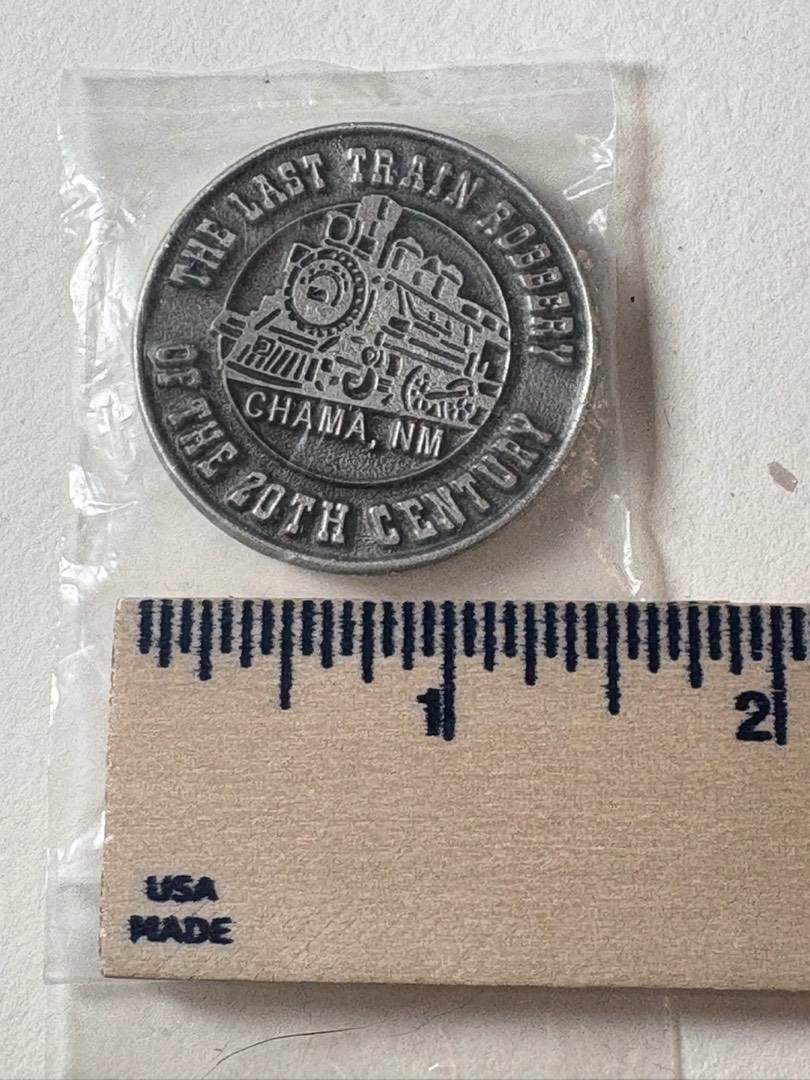 THE LAST TRAIN ROBBERY
OF THE 20TH CENTURY
CHAMA, NM
1 2
USA
MADE